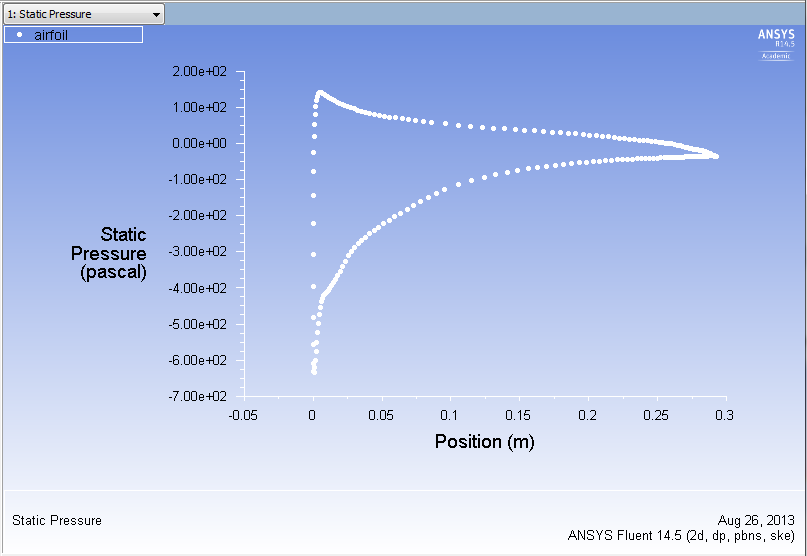 1: Static Pressure
airfoil
ANSYS
R14.5
Academic
2.00e+02
1.00e+02
0.00e+00
-1.00e+02
-2.00e+02
-3.00e+02
-4.00e+02
-5.00e+02
-6.00e+02
-7.00e+02
Static
Pressure
(pascal)
-0.05 0 0.05 0.1 0.15 0.2 0.25 0.3
Position (m)
Static Pressure
Aug 26, 2013
ANSYS Fluent 14.5 (2d, dp, pbns, ske)